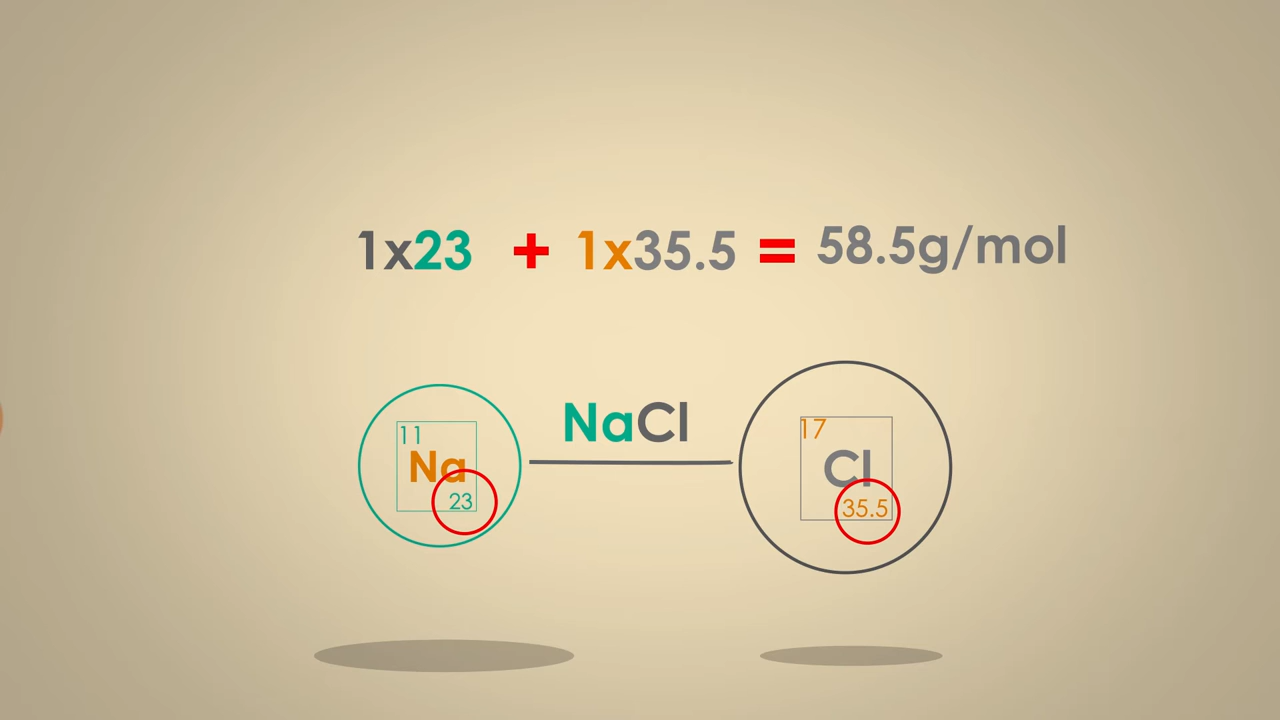 1x23 + 1x35.5 = 58.5g/mol
NaCl
11
Na
23
17
Cl
35.5